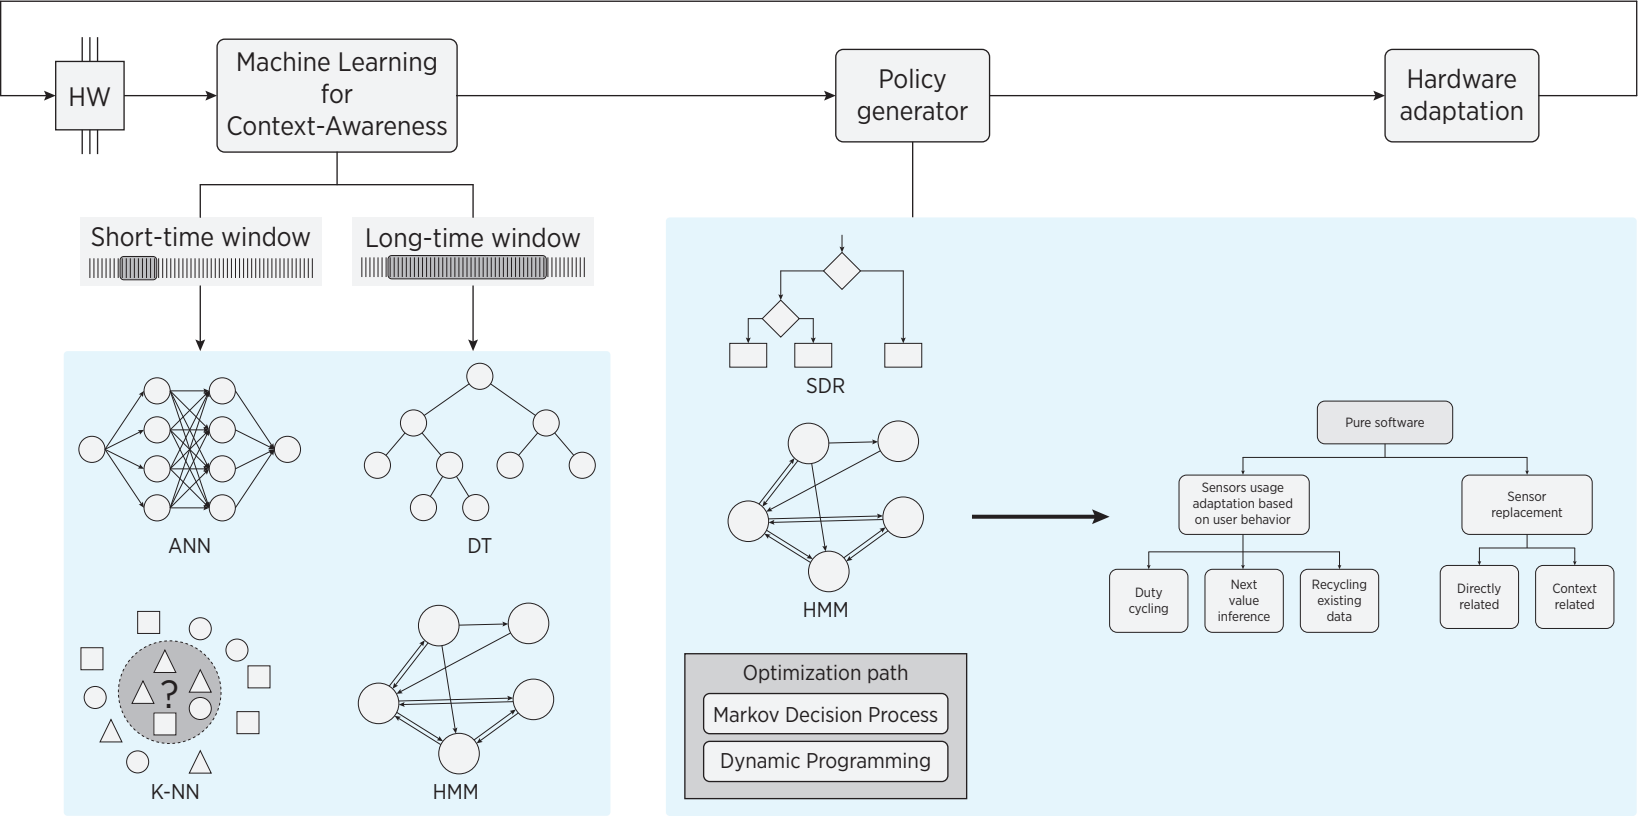 HW
Machine Learning
for
Context-Awareness
Policy
generator
Hardware
adaptation
Short-time window
Long-time window
ANN
DT
K-NN
?
HMM
SDR
HMM
Optimization path
Markov Decision Process
Dynamic Programming
Pure software
Sensors usage
adaptation based
on user behavior
Sensor
replacement
Duty
cycling
Next
value
inference
Recycling
existing
data
Directly
related
Context
related